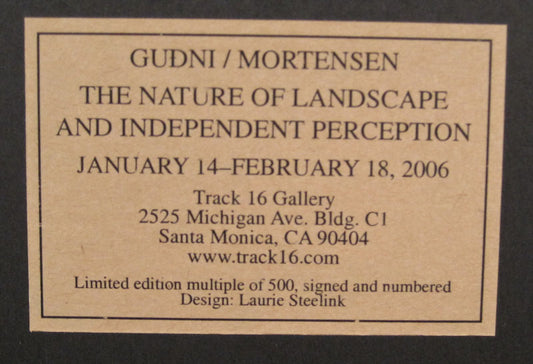 GUÐNI / MORTENSEN
THE NATURE OF LANDSCAPE
AND INDEPENDENT PERCEPTION
JANUARY 14–FEBRUARY 18, 2006
Track 16 Gallery
2525 Michigan Ave. Bldg. C1
Santa Monica, CA 90404
www.track16.com
Limited edition multiple of 500, signed and numbered
Design: Laurie Steelink